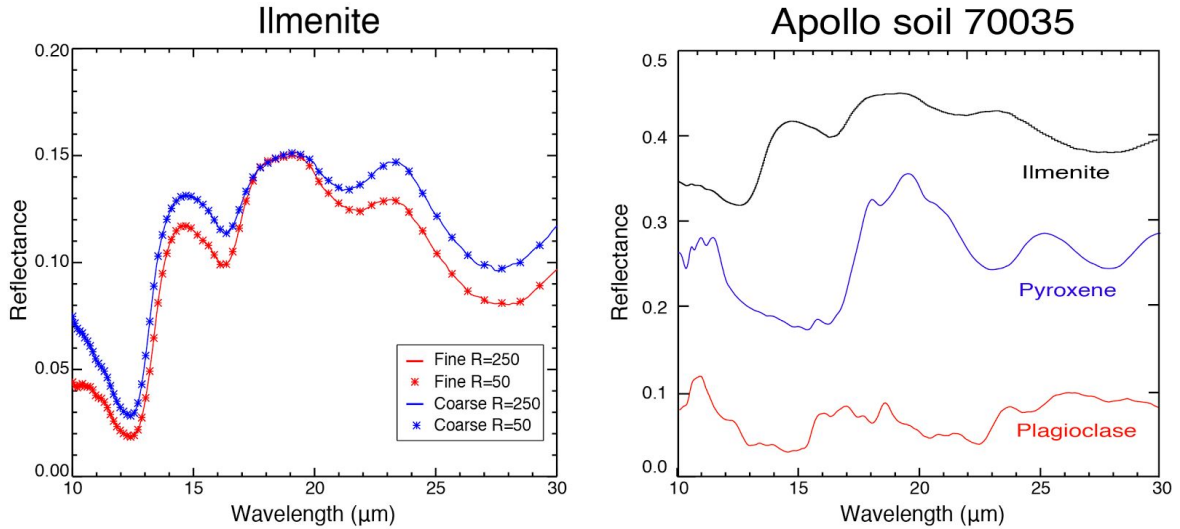 Ilmenite
0.20
0.15
0.10
0.05
0.00
Reflectance
10
15
20
25
30
Wavelength (µm)
Fine R=250
Fine R=50
Coarse R=250
Coarse R=50
Apollo soil 70035
0.5
0.4
0.3
0.2
0.1
0.0
Reflectance
Ilmenite
Pyroxene
Plagioclase
10
15
20
25
30
Wavelength (µm)